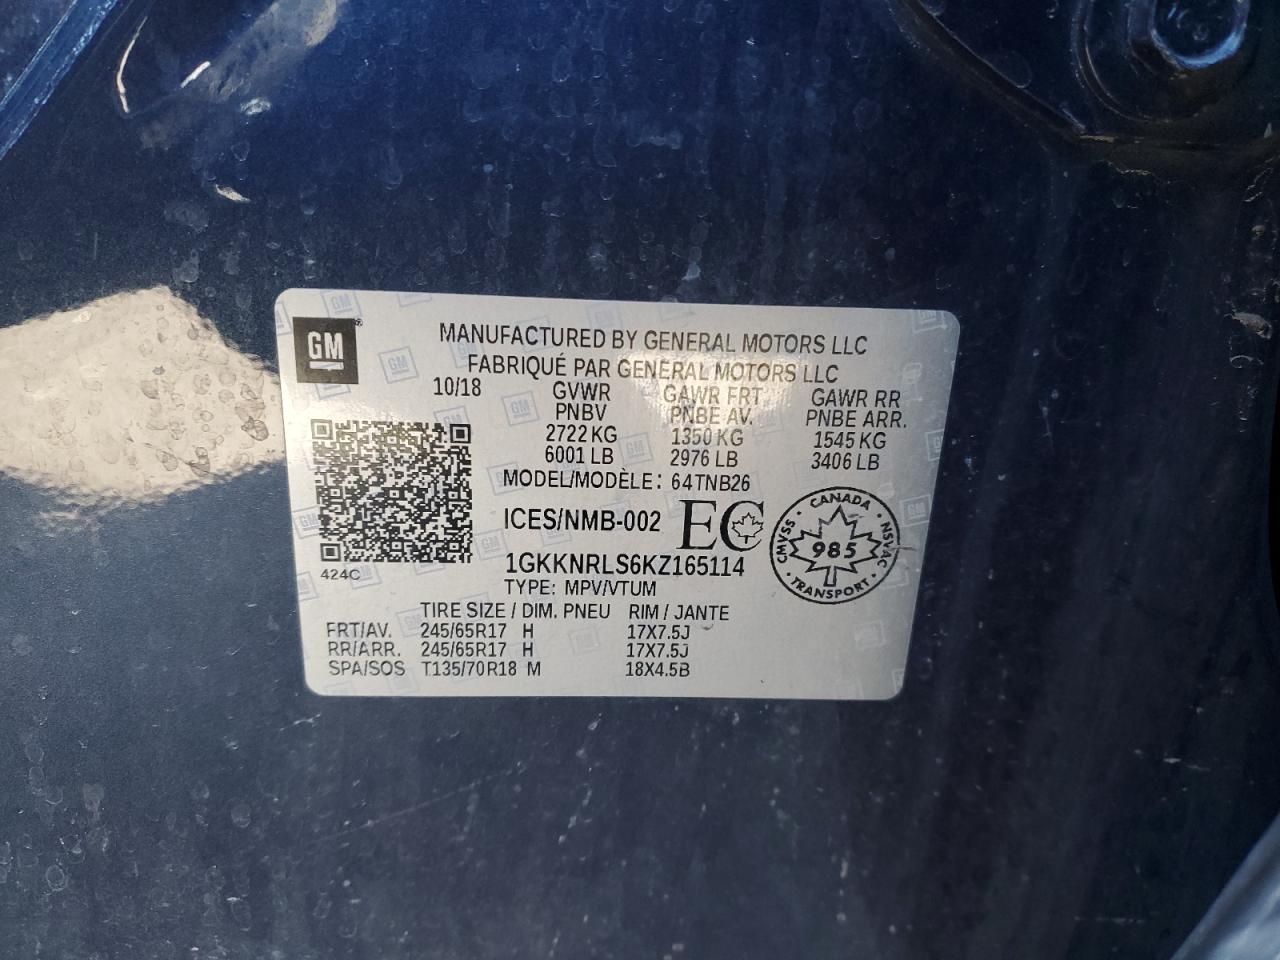 GM®
MANUFACTURED BY GENERAL MOTORS LLC
FABRIQUÉ PAR GENERAL MOTORS LLC
10/18 GVWR GAWR FRT GAWR RR
PNBV PNBE AV. PNBE ARR.
2722 KG 1350 KG 1545 KG
6001 LB 2976 LB 3406 LB
MODEL/MODÈLE: 64TNB26
ICES/NMB-002 EC
1GKKNRLS6KZ165114
TYPE: MPV/VTUM
424C
CANADA
CMVSS 985 NSVAC
TRANSPORT
TIRE SIZE / DIM. PNEU RIM / JANTE
FRT/AV. 245/65R17 H 17X7.5J
RR/ARR. 245/65R17 H 17X7.5J
SPA/SOS T135/70R18 M 18X4.5B